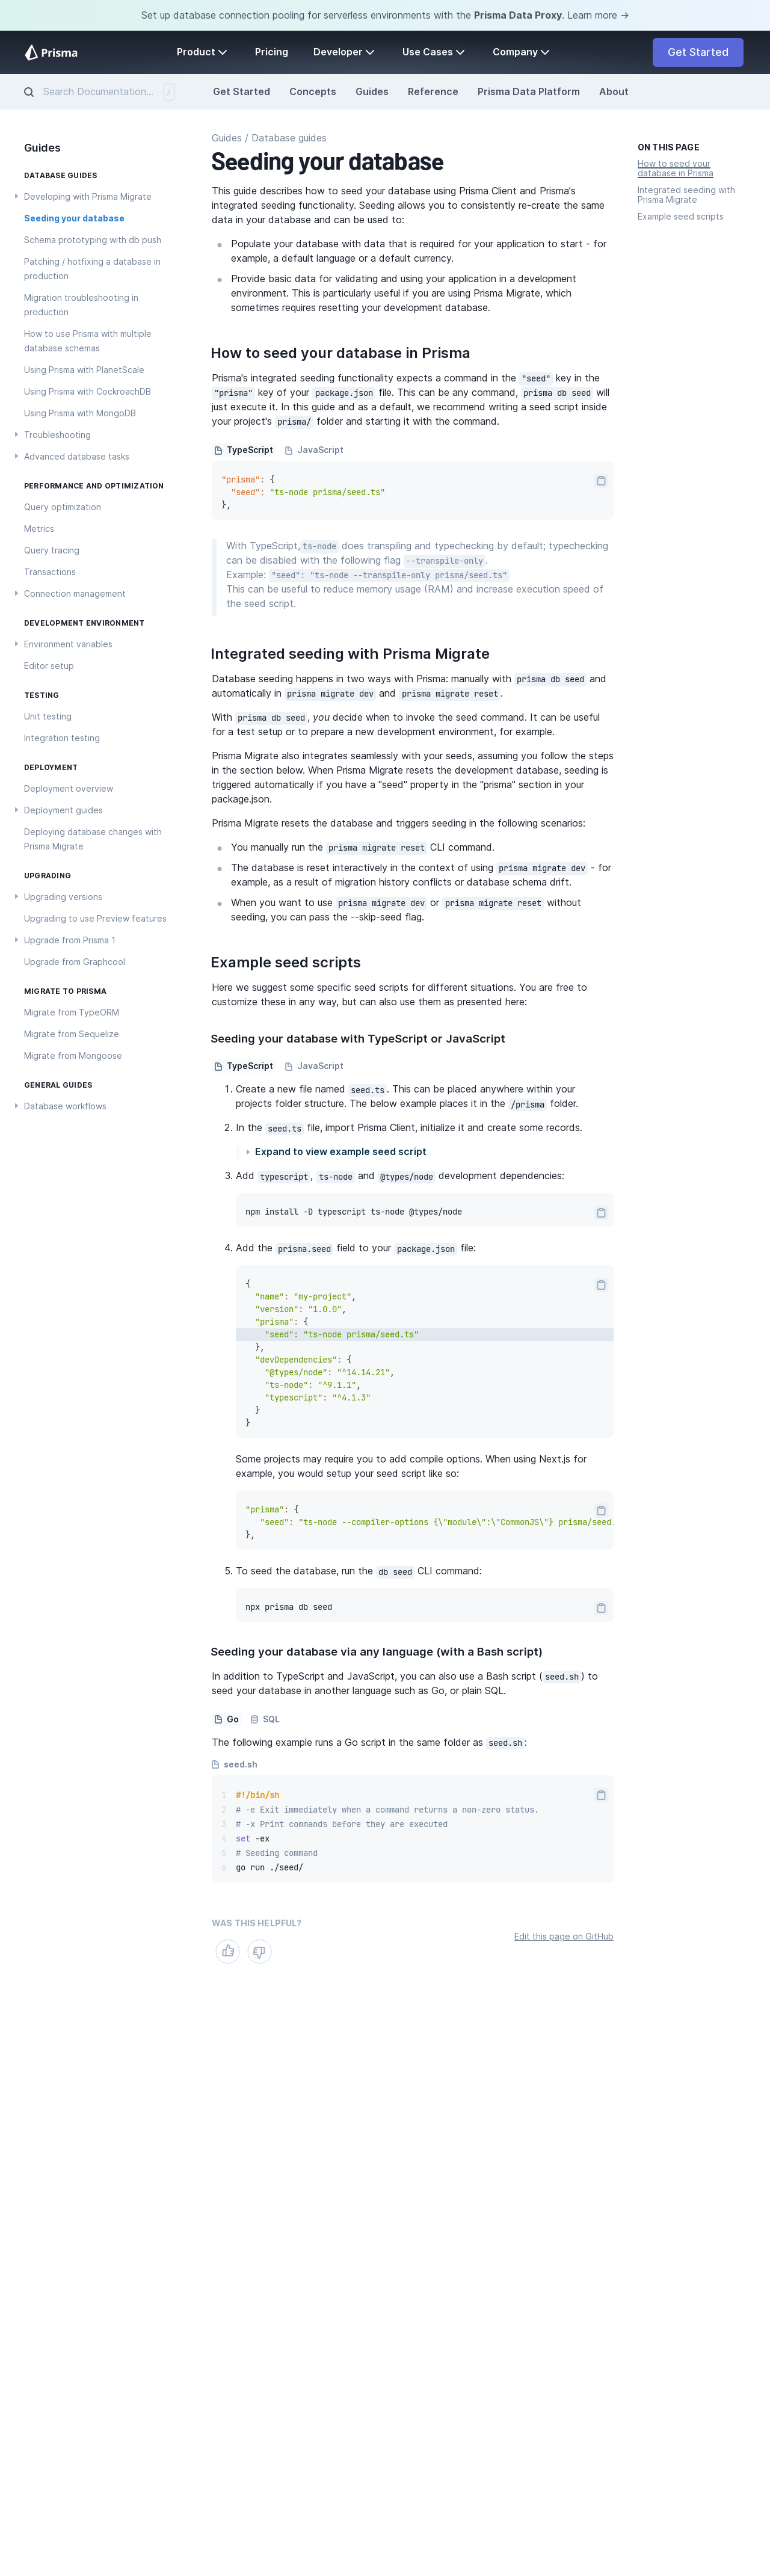 Set up database connection pooling for serverless environments with the Prisma Data Proxy. Learn more →
Prisma
Product
Pricing
Developer
Use Cases
Company
Get Started
Search Documentation...
/
Get Started
Concepts
Guides
Reference
Prisma Data Platform
About
Guides
DATABASE GUIDES
Developing with Prisma Migrate
Seeding your database
Schema prototyping with db push
Patching / hotfixing a database in
production
Migration troubleshooting in
production
How to use Prisma with multiple
database schemas
Using Prisma with PlanetScale
Using Prisma with CockroachDB
Using Prisma with MongoDB
Troubleshooting
Advanced database tasks
PERFORMANCE AND OPTIMIZATION
Query optimization
Metrics
Query tracing
Transactions
Connection management
DEVELOPMENT ENVIRONMENT
Environment variables
Editor setup
TESTING
Unit testing
Integration testing
DEPLOYMENT
Deployment overview
Deployment guides
Deploying database changes with
Prisma Migrate
UPGRADING
Upgrading versions
Upgrading to use Preview features
Upgrade from Prisma 1
Upgrade from Graphcool
MIGRATE TO PRISMA
Migrate from TypeORM
Migrate from Sequelize
Migrate from Mongoose
GENERAL GUIDES
Database workflows
Guides / Database guides
Seeding your database
This guide describes how to seed your database using Prisma Client and Prisma's
integrated seeding functionality. Seeding allows you to consistently re-create the same
data in your database and can be used to:
Populate your database with data that is required for your application to start - for
example, a default language or a default currency.
Provide basic data for validating and using your application in a development
environment. This is particularly useful if you are using Prisma Migrate, which
sometimes requires resetting your development database.
How to seed your database in Prisma
Prisma's integrated seeding functionality expects a command in the "seed" key in the
"prisma" key of your package.json file. This can be any command, prisma db seed will
just execute it. In this guide and as a default, we recommend writing a seed script inside
your project's prisma/ folder and starting it with the command.
TypeScript
JavaScript
"prisma": {
"seed": "ts-node prisma/seed.ts"
},
With TypeScript, ts-node does transpiling and typechecking by default; typechecking
can be disabled with the following flag --transpile-only.
Example: "seed": "ts-node --transpile-only prisma/seed.ts"
This can be useful to reduce memory usage (RAM) and increase execution speed of
the seed script.
Integrated seeding with Prisma Migrate
Database seeding happens in two ways with Prisma: manually with prisma db seed and
automatically in prisma migrate dev and prisma migrate reset.
With prisma db seed, you decide when to invoke the seed command. It can be useful
for a test setup or to prepare a new development environment, for example.
Prisma Migrate also integrates seamlessly with your seeds, assuming you follow the steps
in the section below. When Prisma Migrate resets the development database, seeding is
triggered automatically if you have a "seed" property in the "prisma" section in your
package.json.
Prisma Migrate resets the database and triggers seeding in the following scenarios:
You manually run the prisma migrate reset CLI command.
The database is reset interactively in the context of using prisma migrate dev - for
example, as a result of migration history conflicts or database schema drift.
When you want to use prisma migrate dev or prisma migrate reset without
seeding, you can pass the --skip-seed flag.
Example seed scripts
Here we suggest some specific seed scripts for different situations. You are free to
customize these in any way, but can also use them as presented here:
Seeding your database with TypeScript or JavaScript
TypeScript
JavaScript
1. Create a new file named seed.ts. This can be placed anywhere within your
projects folder structure. The below example places it in the /prisma folder.
2. In the seed.ts file, import Prisma Client, initialize it and create some records.
Expand to view example seed script
3. Add typescript, ts-node and @types/node development dependencies:
npm install -D typescript ts-node @types/node
4. Add the prisma.seed field to your package.json file:
{
"name": "my-project",
"version": "1.0.0",
"prisma": {
"seed": "ts-node prisma/seed.ts"
},
"devDependencies": {
"@types/node": "^14.14.21",
"ts-node": "^9.1.1",
"typescript": "^4.1.3"
}
}
Some projects may require you to add compile options. When using Next.js for
example, you would setup your seed script like so:
"prisma": {
"seed": "ts-node --compiler-options {\"module\":\"CommonJS\"} prisma/seed.
},
5. To seed the database, run the db seed CLI command:
npx prisma db seed
Seeding your database via any language (with a Bash script)
In addition to TypeScript and JavaScript, you can also use a Bash script (seed.sh) to
seed your database in another language such as Go, or plain SQL.
Go
SQL
The following example runs a Go script in the same folder as seed.sh:
seed.sh
1 #!/bin/sh
2 # -e Exit immediately when a command returns a non-zero status.
3 # -x Print commands before they are executed
4 set -ex
5 # Seeding command
6 go run ./seed/
WAS THIS HELPFUL?
Edit this page on GitHub
ON THIS PAGE
How to seed your
database in Prisma
Integrated seeding with
Prisma Migrate
Example seed scripts